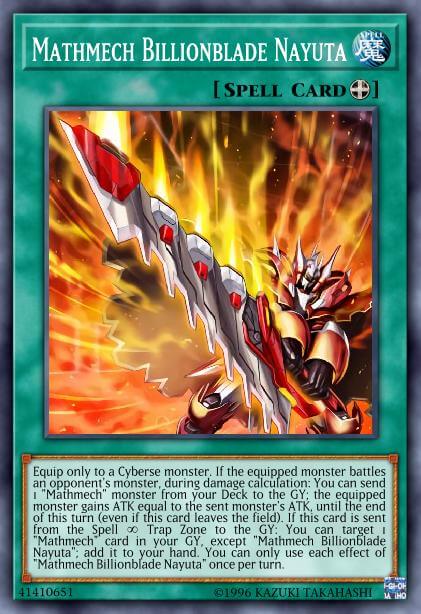 MATHMECH BILLIONBLADE NAYUTA
SPELL
魔
[SPELL CARD]
Equip only to a Cyberse monster. If the equipped monster battles
an opponent's monster, during damage calculation: You can send
1 "Mathmech" monster from your Deck to the GY; the equipped
monster gains ATK equal to the sent monster's ATK, until the end
of this turn (even if this card leaves the field). If this card is sent
from the Spell ∞ Trap Zone to the GY: You can target 1
"Mathmech" card in your GY, except "Mathmech Billionblade
Nayuta"; add it to your hand. You can only use each effect of
"Mathmech Billionblade Nayuta" once per turn.
41410651 ©1996 KAZUKI TAKAHASHI